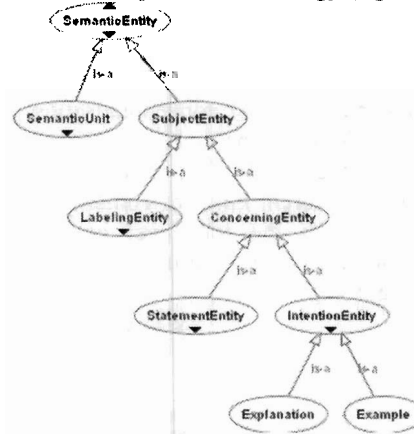 SemanticEntity
is-a is-a
SemanticUnit SubjectEntity
is-a is-a
LabelingEntity ConcerningEntity
is-a is-a
StatementEntity IntentionEntity
is-a is-a
Explanation Example